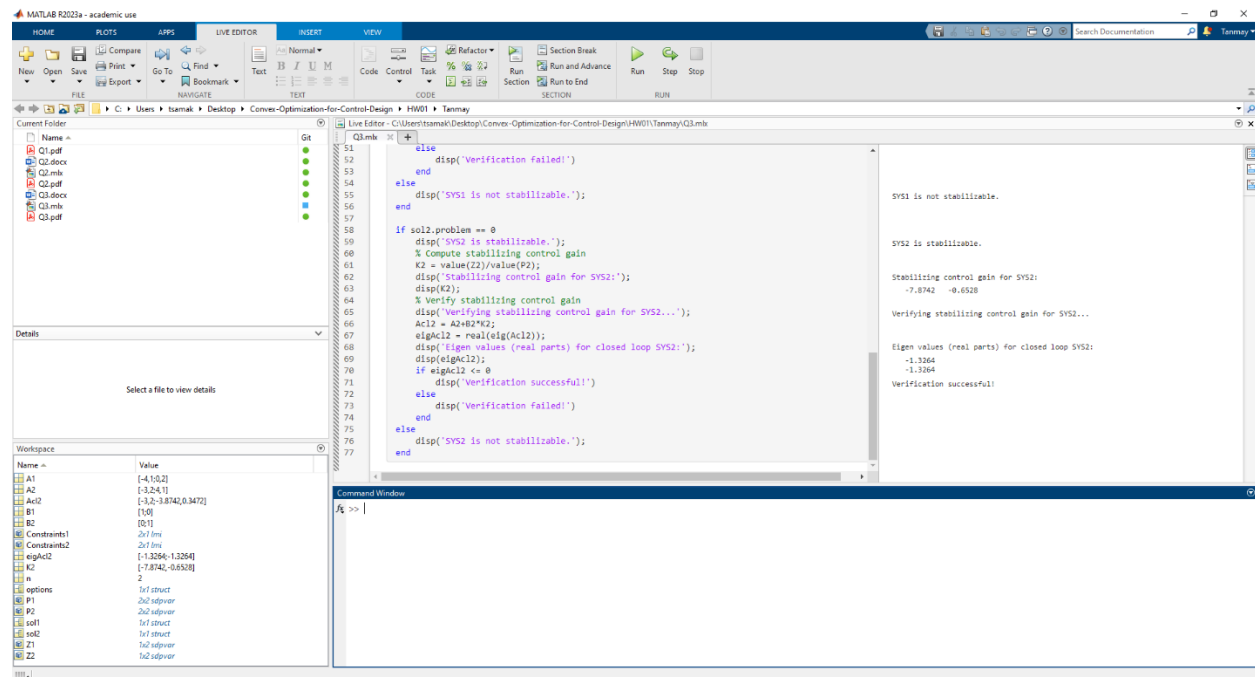 MATLAB R2023a - academic use
HOME PLOTS APPS LIVE EDITOR INSERT VIEW
Search Documentation Tanmay
New Open Save Compare Print Export
Go To Find Bookmark
Text Normal B I U M
Code Control Task Refactor
Run Section Section Break Run and Advance Run to End
Run Step Stop
FILE NAVIGATE TEXT CODE SECTION RUN
C: Users tsamak Desktop Convex-Optimization-for-Control-Design HW01 Tanmay
Current Folder
Name Git
Q1.pdf
Q2.docx
Q2.mlx
Q2.pdf
Q3.docx
Q3.mlx
Q3.pdf
Details
Select a file to view details
Workspace
Name Value
A1 [-4,1;0,2]
A2 [-3,2;4,1]
Acl2 [-3,2;-3.8742,0.3472]
B1 [1;0]
B2 [0;1]
Constraints1 2x1 lmi
Constraints2 2x1 lmi
eigAcl2 [-1.3264;-1.3264]
K2 [-7.8742,-0.6528]
n 2
options 1x1 struct
P1 2x2 sdpvar
P2 2x2 sdpvar
sol1 1x1 struct
sol2 1x1 struct
Z1 1x2 sdpvar
Z2 1x2 sdpvar
Live Editor - C:\Users\tsamak\Desktop\Convex-Optimization-for-Control-Design\HW01\Tanmay\Q3.mlx
Q3.mlx
51 else
52 disp('Verification failed!')
53 end
54 else
55 disp('SYS1 is not stabilizable.');
56 end
57
58 if sol2.problem == 0
59 disp('SYS2 is stabilizable.');
60 % Compute stabilizing control gain
61 K2 = value(Z2)/value(P2);
62 disp('Stabilizing control gain for SYS2:');
63 disp(K2);
64 % Verify stabilizing control gain
65 disp('Verifying stabilizing control gain for SYS2...');
66 Acl2 = A2+B2*K2;
67 eigAcl2 = real(eig(Acl2));
68 disp('Eigen values (real parts) for closed loop SYS2:');
69 disp(eigAcl2);
70 if eigAcl2 <= 0
71 disp('Verification successful!')
72 else
73 disp('Verification failed!')
74 end
75 else
76 disp('SYS2 is not stabilizable.');
77 end
SYS1 is not stabilizable.
SYS2 is stabilizable.
Stabilizing control gain for SYS2:
-7.8742 -0.6528
Verifying stabilizing control gain for SYS2...
Eigen values (real parts) for closed loop SYS2:
-1.3264
-1.3264
Verification successful!
Command Window
fx >>